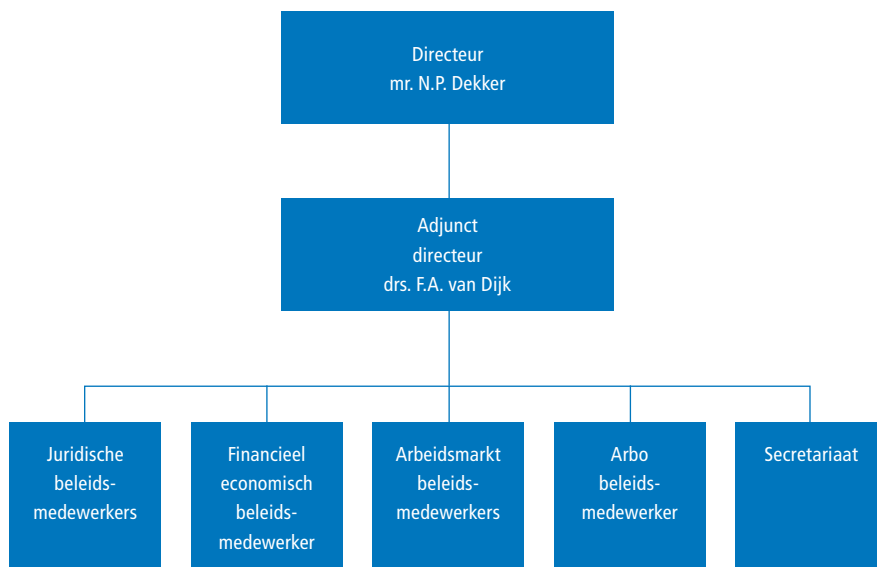 Directeur
mr. N.P. Dekker
Adjunct
directeur
drs. F.A. van Dijk
Juridische
beleids-
medewerkers
Financieel
economisch
beleids-
medewerker
Arbeidsmarkt
beleids-
medewerkers
Arbo
beleids-
medewerker
Secretariaat